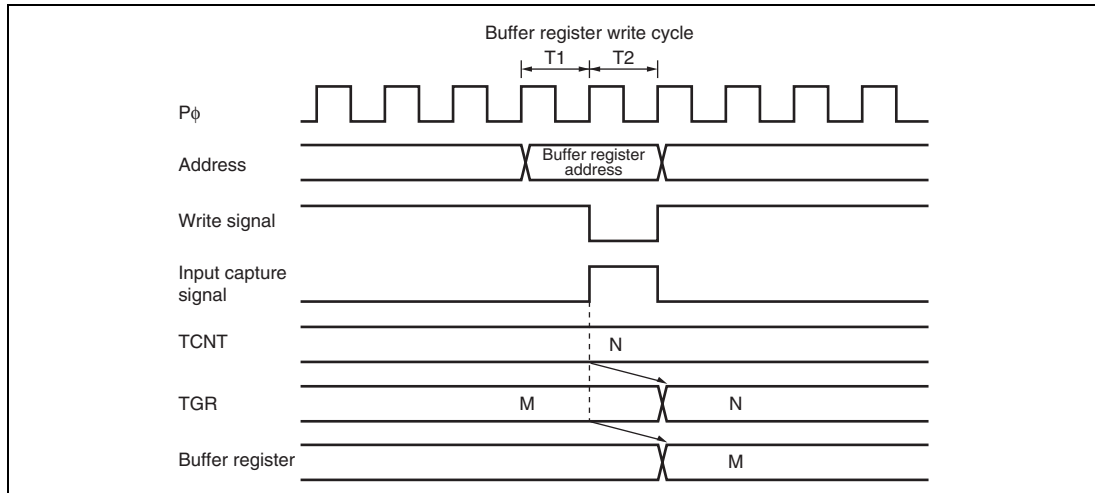 Buffer register write cycle
T1 T2
Pϕ
Address
Buffer register
address
Write signal
Input capture
signal
TCNT
N
TGR
M
N
Buffer register
M